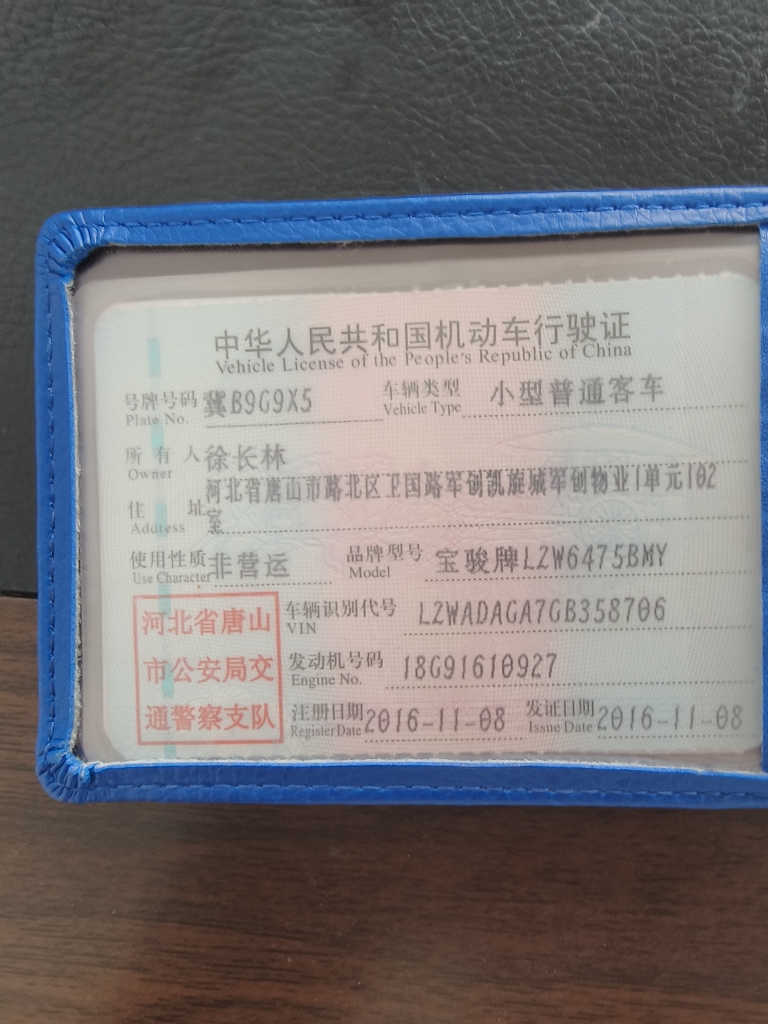 中华人民共和国机动车行驶证
Vehicle License of the People's Republic of China
号牌号码 冀B9G9X5 车辆类型 小型普通客车
Plate No. Vehicle Type
所有人 徐长林
Owner
河北省唐山市路北区卫国路军创凯旋城军创物业1单元102
住址 室
Address
使用性质 非营运 品牌型号 宝骏牌LZW6475BMY
Use Character Model
河北省唐山
市公安局交
通警察支队
车辆识别代号 LZWADAGA7GB358706
VIN
发动机号码 18G91610927
Engine No.
注册日期 2016-11-08 发证日期 2016-11-08
Register Date Issue Date